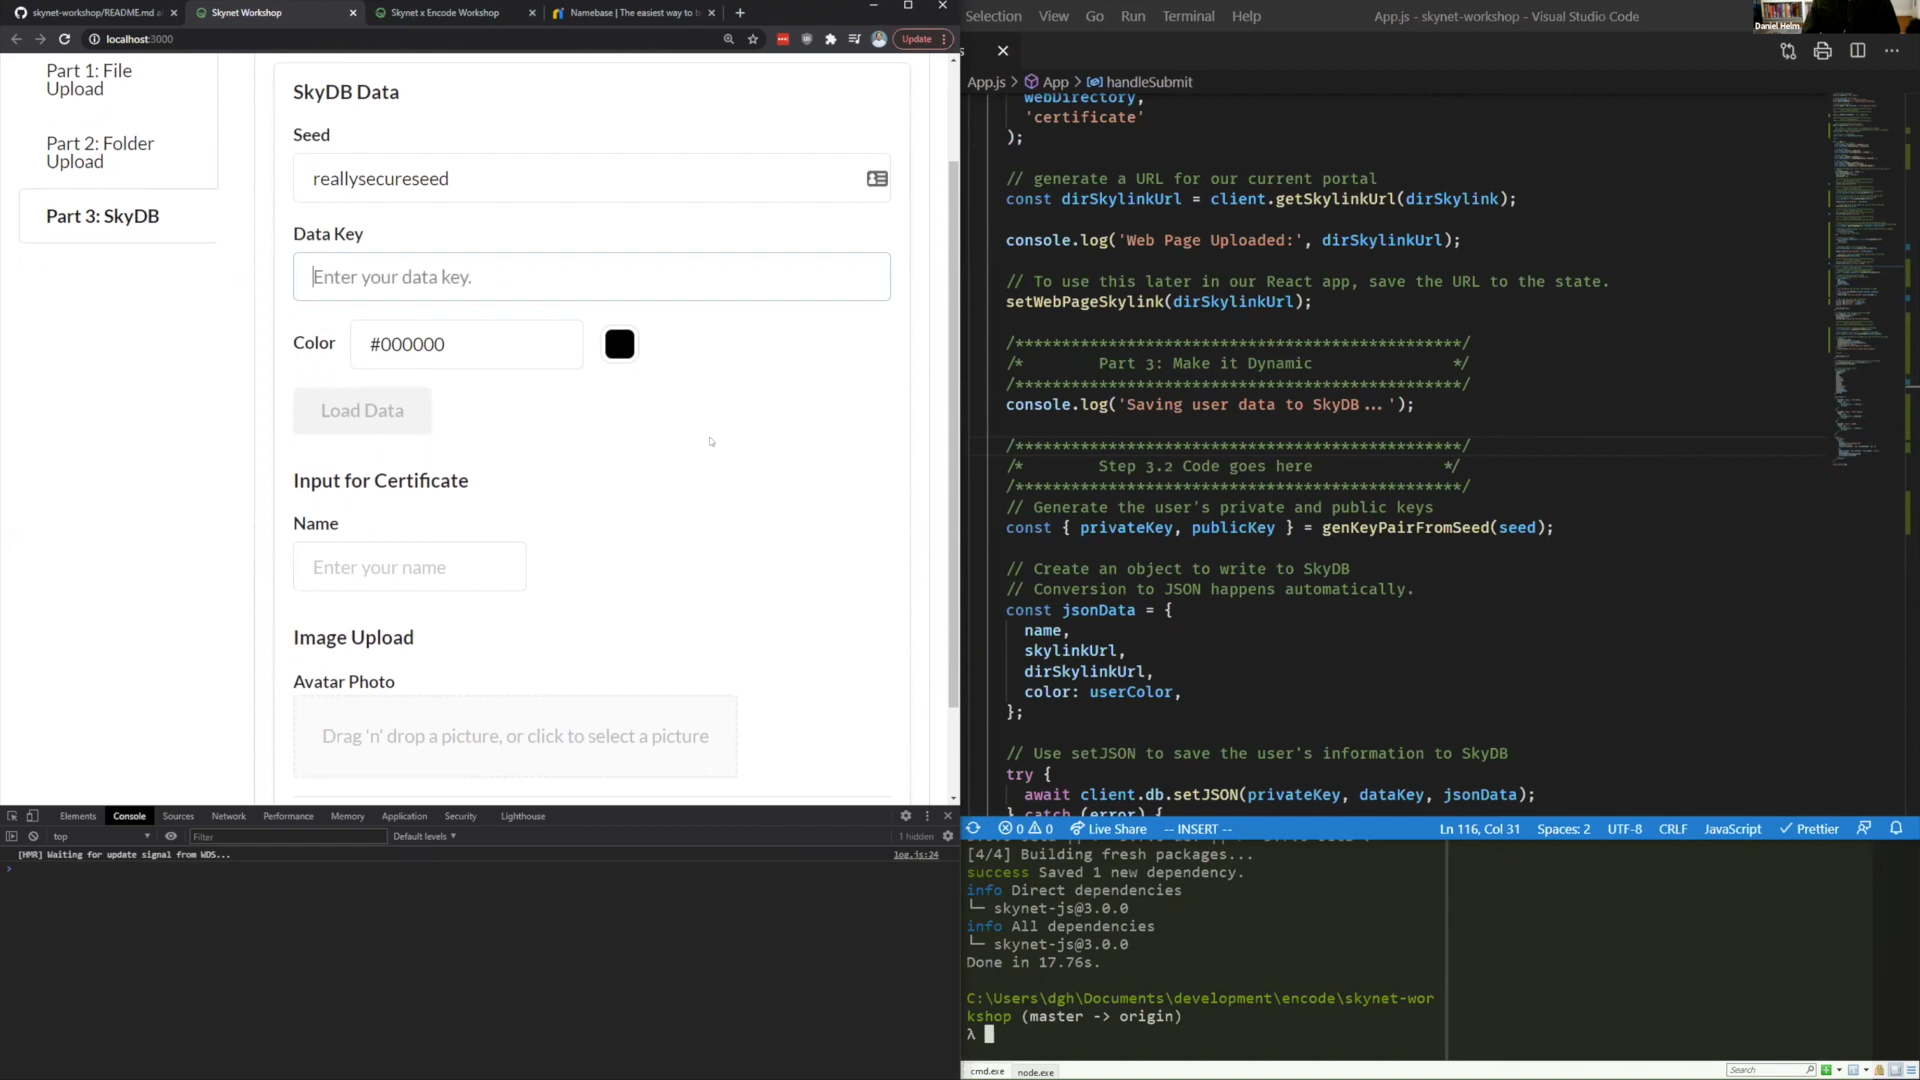 skynet-workshop/README.md a
Skynet Workshop
Skynet x Encode Workshop
Namebase | The easiest way to b
localhost:3000
Update
Part 1: File
Upload
Part 2: Folder
Upload
Part 3: SkyDB
SkyDB Data
Seed
reallysecureseed
Data Key
Enter your data key.
Color
#000000
Load Data
Input for Certificate
Name
Enter your name
Image Upload
Avatar Photo
Drag 'n' drop a picture, or click to select a picture
Elements
Console
Sources
Network
Performance
Memory
Application
Security
Lighthouse
top
Filter
Default levels
1 hidden
[HMR] Waiting for update signal from WDS...
log.js:24
Selection View Go Run Terminal Help
App.js - skynet-workshop - Visual Studio Code
Daniel Helm
App.js > App > handleSubmit
webDirectory,
'certificate'
);
// generate a URL for our current portal
const dirSkylinkUrl = client.getSkylinkUrl(dirSkylink);
console.log('Web Page Uploaded:', dirSkylinkUrl);
// To use this later in our React app, save the URL to the state.
setWebPageSkylink(dirSkylinkUrl);
/*******************************************/
/* Part 3: Make it Dynamic */
/*******************************************/
console.log('Saving user data to SkyDB...');
/*******************************************/
/* Step 3.2 Code goes here */
/*******************************************/
// Generate the user's private and public keys
const { privateKey, publicKey } = genKeyPairFromSeed(seed);
// Create an object to write to SkyDB
// Conversion to JSON happens automatically.
const jsonData = {
name,
skylinkUrl,
dirSkylinkUrl,
color: userColor,
};
// Use setJSON to save the user's information to SkyDB
try {
await client.db.setJSON(privateKey, dataKey, jsonData);
} catch (error) {
0 0 Live Share -- INSERT -- Ln 116, Col 31 Spaces: 2 UTF-8 CRLF JavaScript Prettier
[4/4] Building fresh packages...
success Saved 1 new dependency.
info Direct dependencies
└─ skynet-js@3.0.0
info All dependencies
└─ skynet-js@3.0.0
Done in 17.76s.
C:\Users\dgh\Documents\development\encode\skynet-wor
kshop (master -> origin)
λ
cmd.exe
node.exe
Search